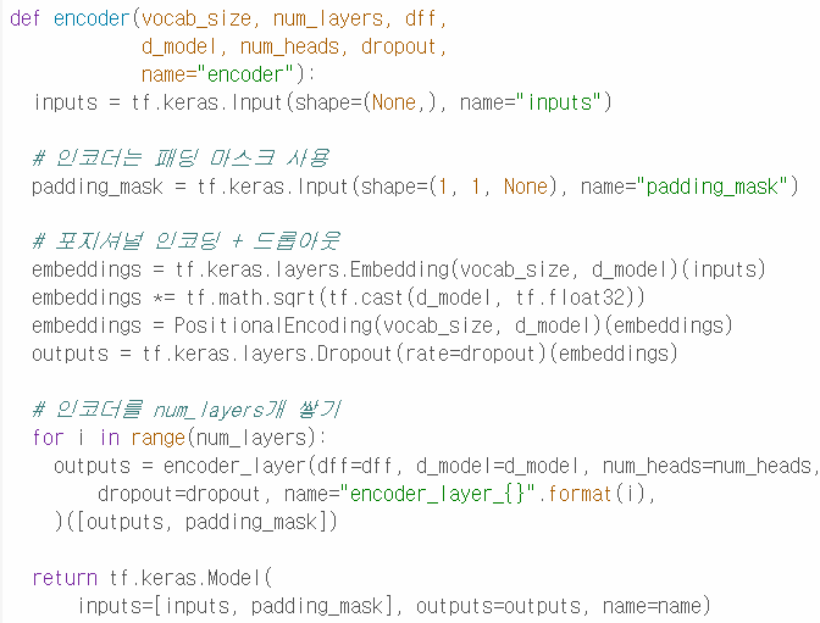 def encoder(vocab_size, num_layers, dff,
            d_model, num_heads, dropout,
            name="encoder"):
  inputs = tf.keras.Input(shape=(None,), name="inputs")
  # 인코더는 패딩 마스크 사용
  padding_mask = tf.keras.Input(shape=(1, 1, None), name="padding_mask")
  # 포지셔널 인코딩 + 드롭아웃
  embeddings = tf.keras.layers.Embedding(vocab_size, d_model)(inputs)
  embeddings *= tf.math.sqrt(tf.cast(d_model, tf.float32))
  embeddings = PositionalEncoding(vocab_size, d_model)(embeddings)
  outputs = tf.keras.layers.Dropout(rate=dropout)(embeddings)
  # 인코더를 num_layers개 쌓기
  for i in range(num_layers):
    outputs = encoder_layer(dff=dff, d_model=d_model, num_heads=num_heads,
        dropout=dropout, name="encoder_layer_{}".format(i),
    )([outputs, padding_mask])
  return tf.keras.Model(
      inputs=[inputs, padding_mask], outputs=outputs, name=name)